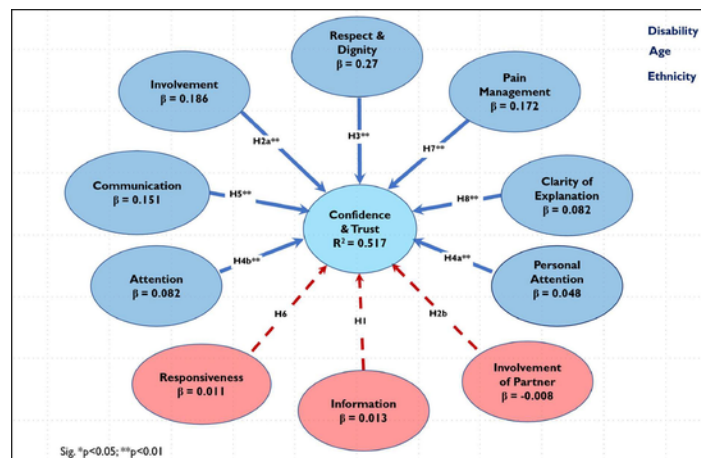 Respect &
Dignity
β = 0.27
Disability
Age
Ethnicity
Involvement
β = 0.186
Pain
Management
β = 0.172
H2a**
H3**
H7**
Communication
β = 0.151
H5**
Confidence
& Trust
R² = 0.517
H8**
Clarity of
Explanation
β = 0.082
Attention
β = 0.082
H4b**
H4a**
Personal
Attention
β = 0.048
H6
H1
H2b
Responsiveness
β = 0.011
Information
β = 0.013
Involvement
of Partner
β = -0.008
Sig. *p<0.05; **p<0.01